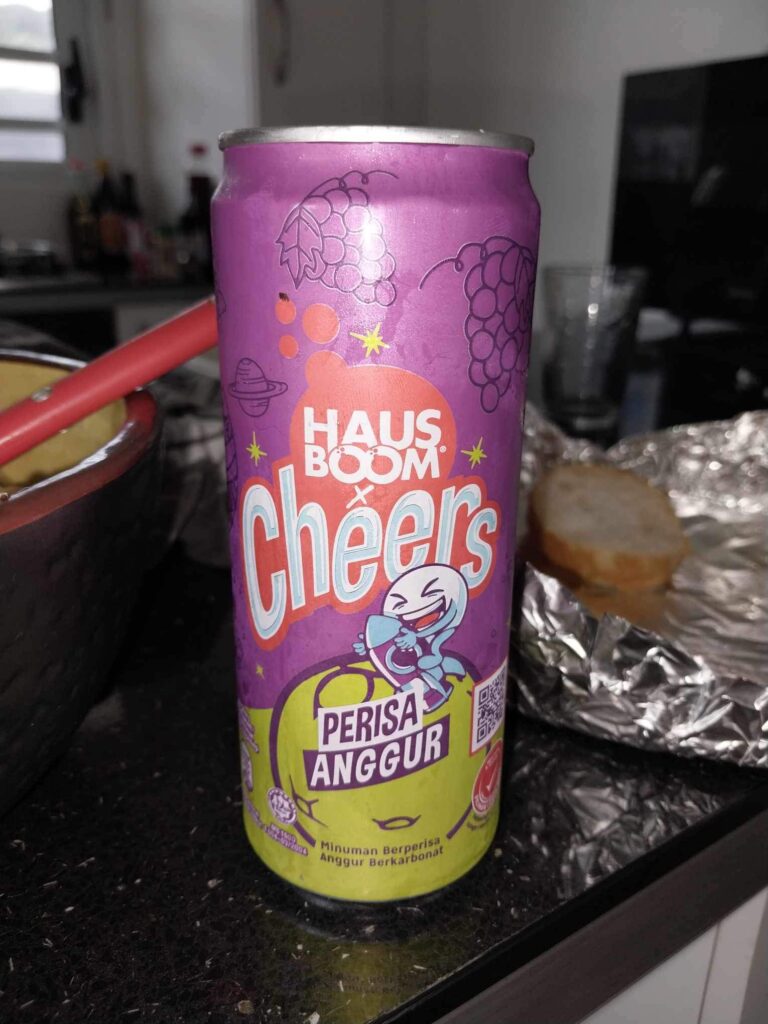 HAUS
BOOM®
x
Cheers
PERISA
ANGGUR
Minuman Berperisa
Anggur Berkarbonat